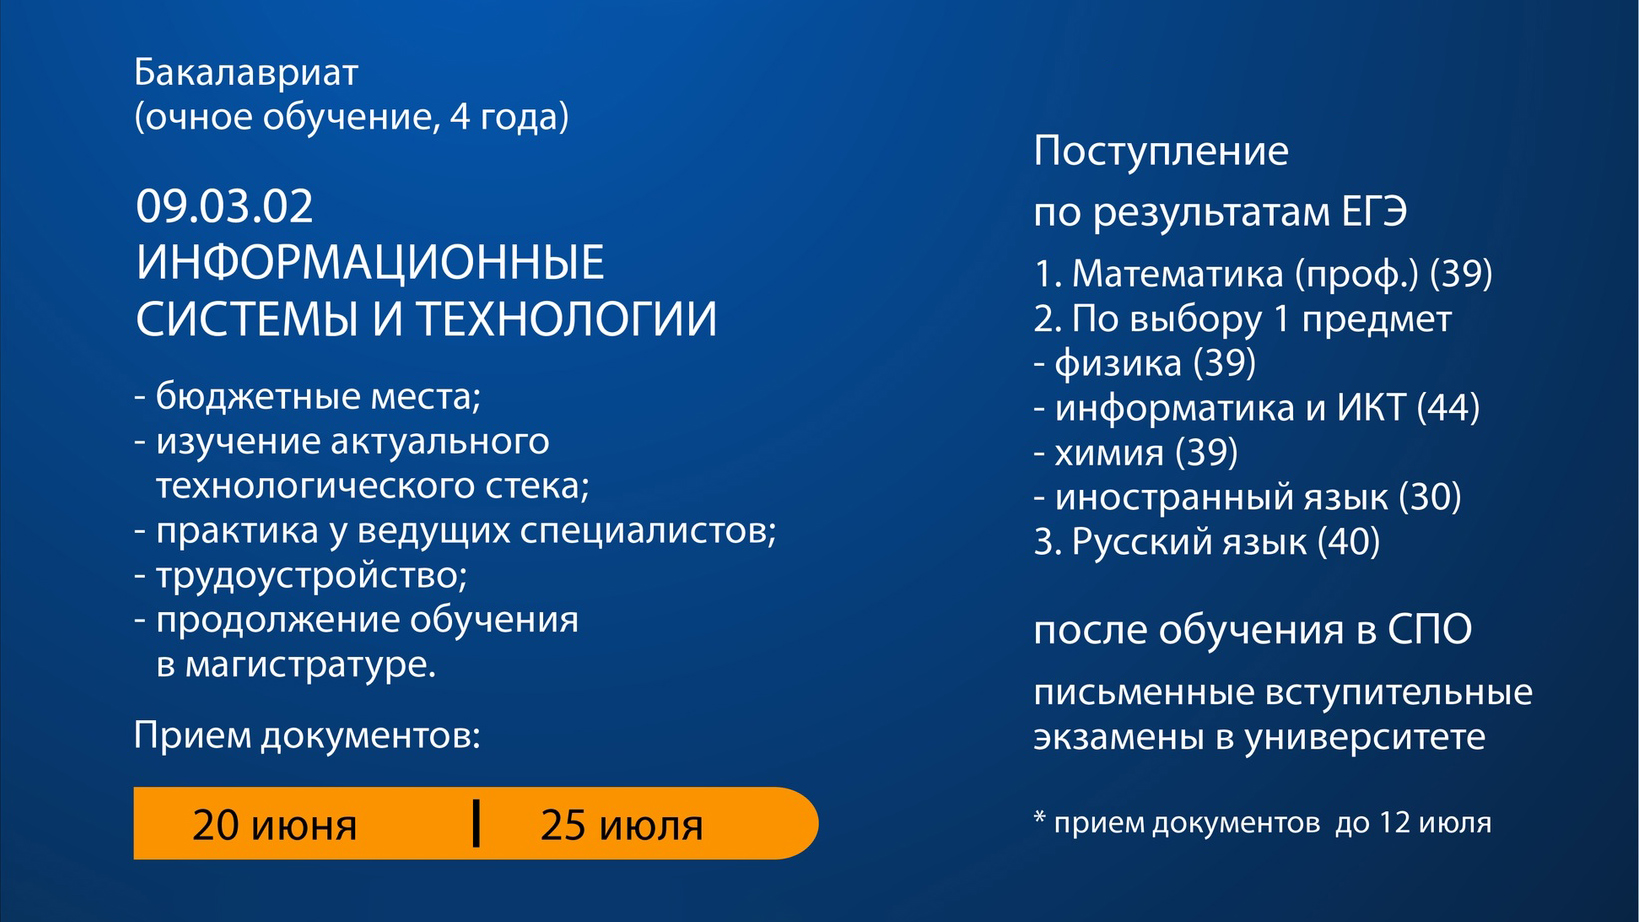 Бакалавриат
(очное обучение, 4 года)
09.03.02
ИНФОРМАЦИОННЫЕ
СИСТЕМЫ И ТЕХНОЛОГИИ
- бюджетные места;
- изучение актуального
технологического стека;
- практика у ведущих специалистов;
- трудоустройство;
- продолжение обучения
в магистратуре.
Прием документов:
20 июня | 25 июля
Поступление
по результатам ЕГЭ
1. Математика (проф.) (39)
2. По выбору 1 предмет
- физика (39)
- информатика и ИКТ (44)
- химия (39)
- иностранный язык (30)
3. Русский язык (40)
после обучения в СПО
письменные вступительные
экзамены в университете
* прием документов до 12 июля